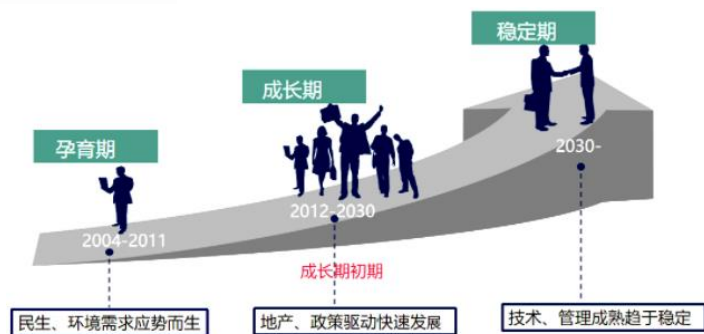 稳定期
成长期
孕育期
2030-
2012-2030
2004-2011
成长期初期
民生、环境需求应势而生
地产、政策驱动快速发展
技术、管理成熟趋于稳定